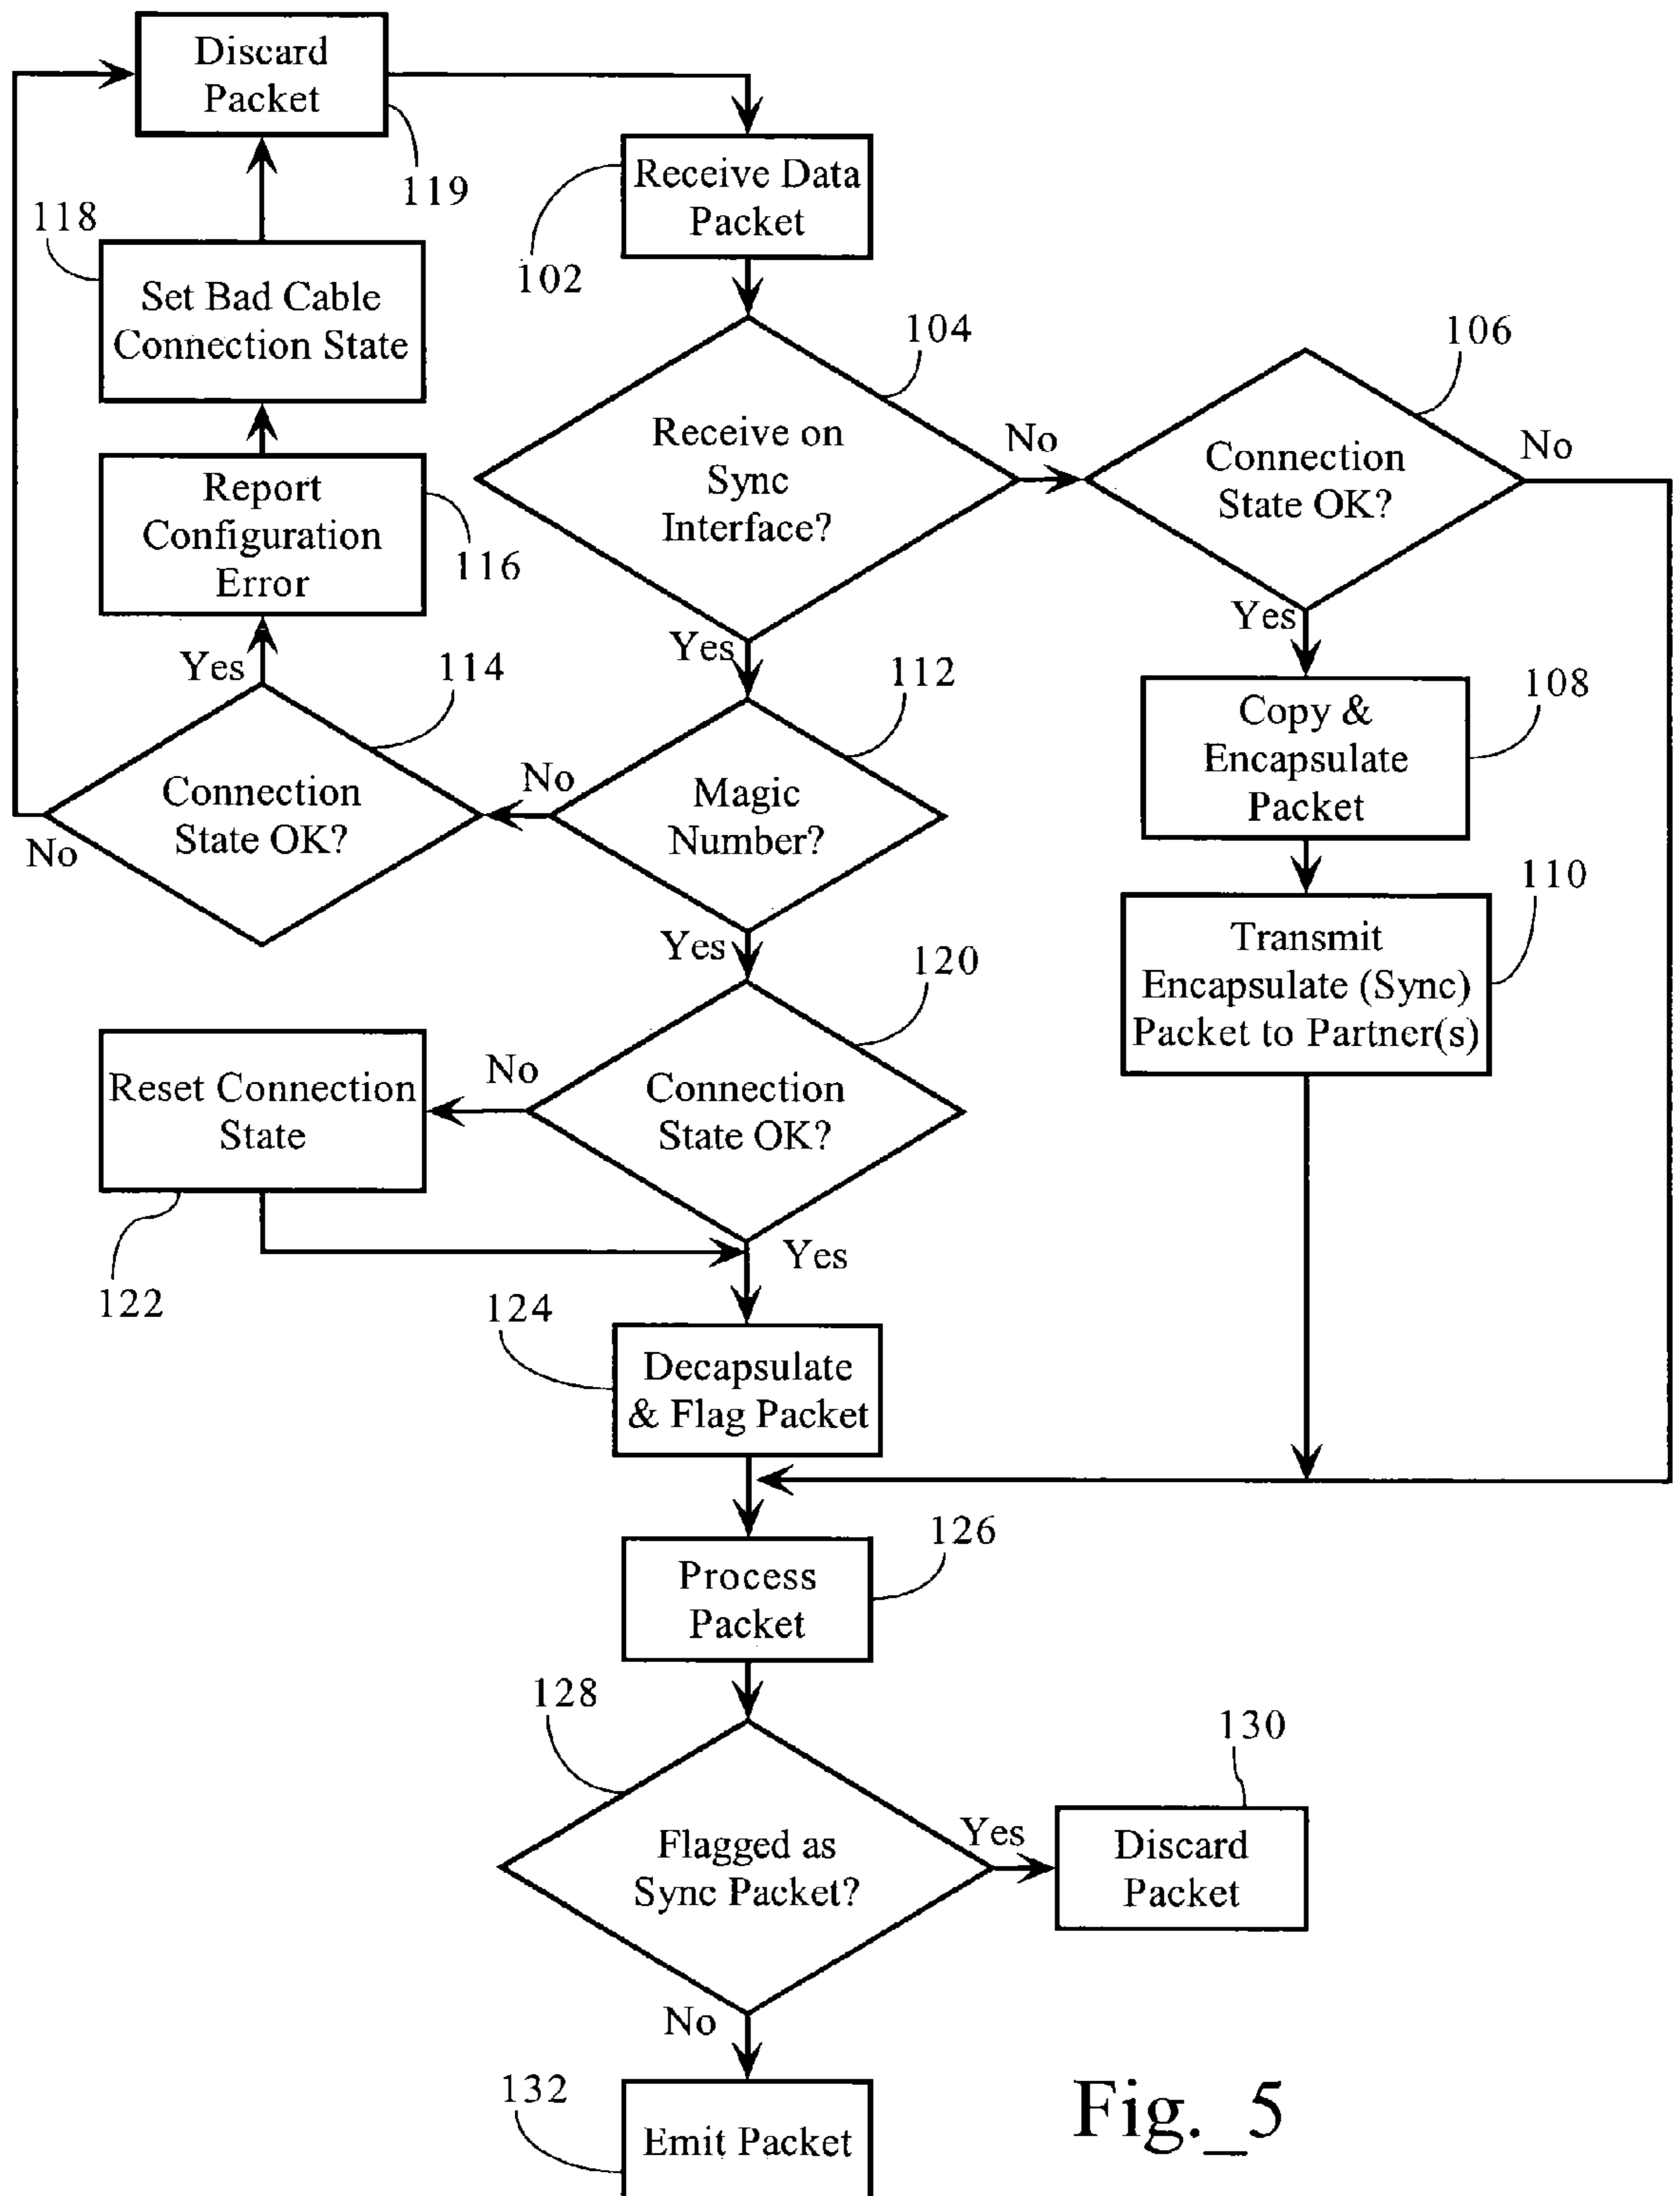 Discard
Packet
119
Receive Data
Packet
102
118
Set Bad Cable
Connection State
104
106
Receive on
Sync
Interface?
No
Connection
State OK?
No
Report
Configuration
Error
116
Yes
Yes
Yes
114
112
108
Copy &
Encapsulate
Packet
Connection
State OK?
No
No
Magic
Number?
110
Transmit
Encapsulate (Sync)
Packet to Partner(s)
Yes
120
Reset Connection
State
No
Connection
State OK?
Yes
122
124
Decapsulate
& Flag Packet
126
Process
Packet
128
130
Flagged as
Sync Packet?
Yes
Discard
Packet
No
132
Emit Packet
Fig._5